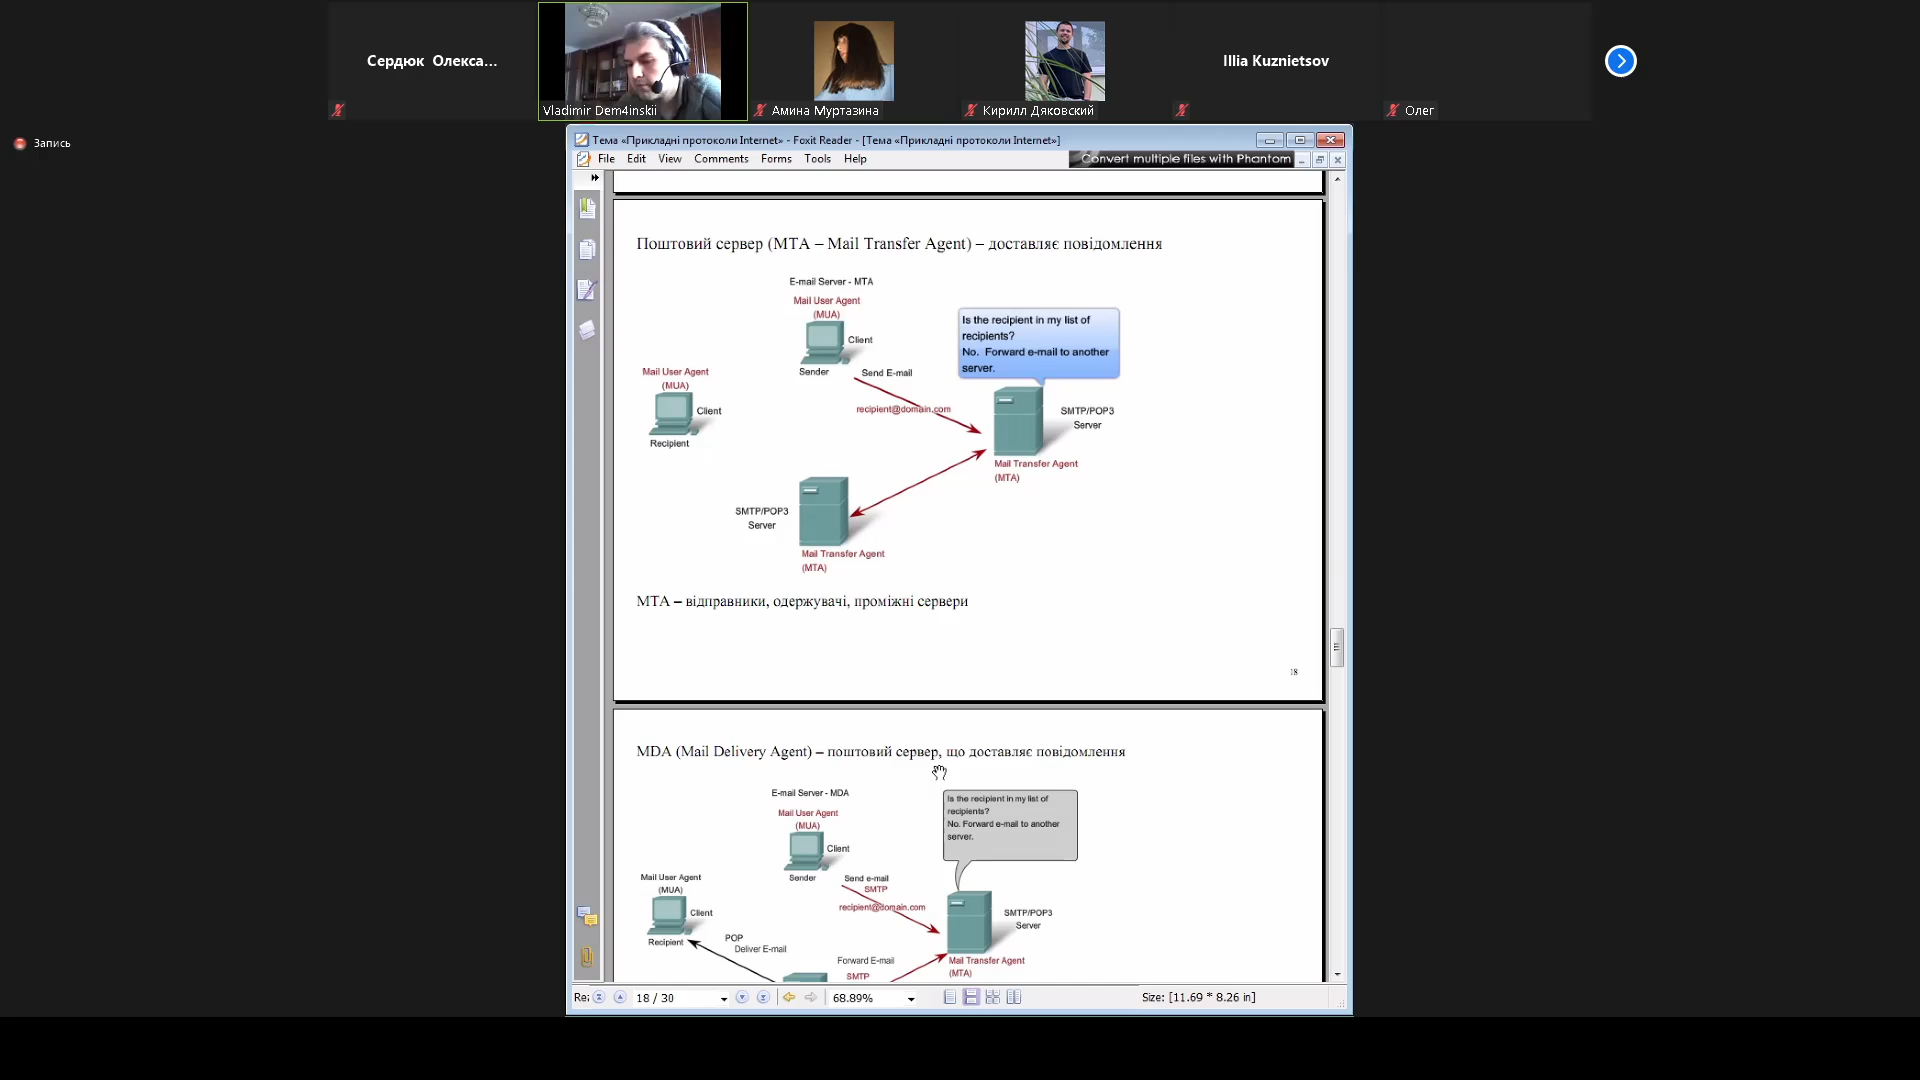 Сердюк Олекса...
Vladimir Dem4inskii
Амина Муртазина
Кирилл Дяковский
Illia Kuznietsov
Олег
Запись
Тема «Прикладні протоколи Internet» - Foxit Reader - [Тема «Прикладні протоколи Internet»]
File Edit View Comments Forms Tools Help
Convert multiple files with Phantom
Поштовий сервер (MTA – Mail Transfer Agent) – доставляє повідомлення
E-mail Server - MTA
Mail User Agent
(MUA)
Client
Sender
Is the recipient in my list of
recipients?
No. Forward e-mail to another
server.
Send E-mail
recipient@domain.com
Mail User Agent
(MUA)
Client
Recipient
SMTP/POP3
Server
Mail Transfer Agent
(MTA)
SMTP/POP3
Server
Mail Transfer Agent
(MTA)
MTA – відправники, одержувачі, проміжні сервери
18
MDA (Mail Delivery Agent) – поштовий сервер, що доставляє повідомлення
E-mail Server - MDA
Mail User Agent
(MUA)
Client
Sender
Is the recipient in my list of
recipients?
No. Forward e-mail to another
server.
Send e-mail
SMTP
recipient@domain.com
Mail User Agent
(MUA)
Client
Recipient
SMTP/POP3
Server
POP
Deliver E-mail
Forward E-mail
SMTP
Mail Transfer Agent
(MTA)
Re: 18 / 30 68.89% Size: [11.69 * 8.26 in]